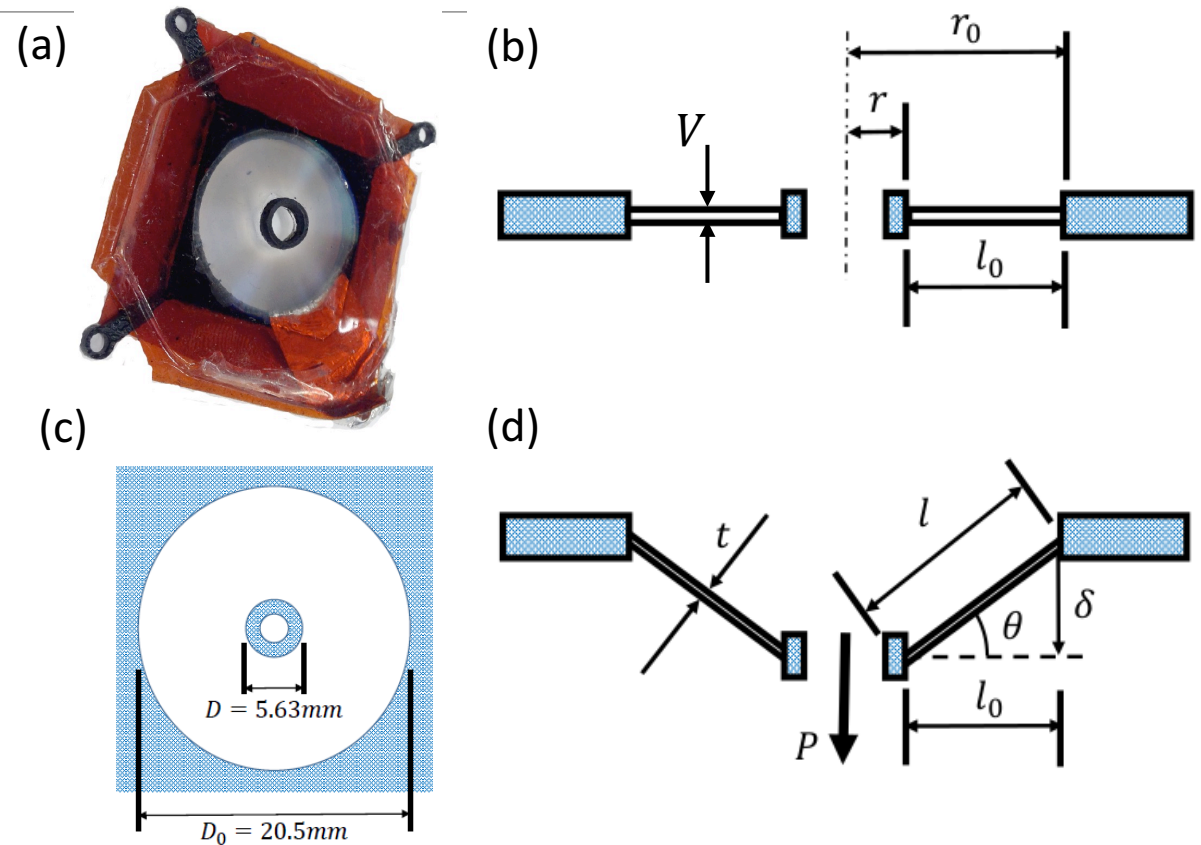 (a)
(b)
r₀
r
V
l₀
(c)
D = 5.63mm
D₀ = 20.5mm
(d)
t
l
θ
δ
l₀
P